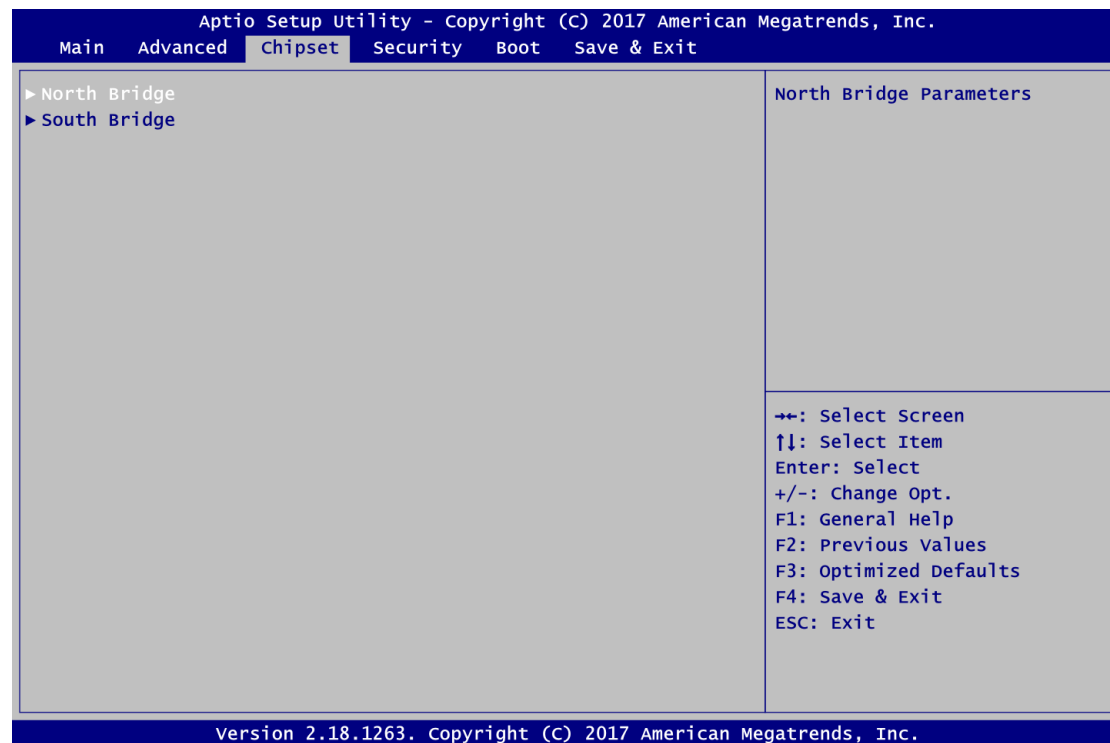 Aptio Setup Utility - Copyright (C) 2017 American Megatrends, Inc.
Main Advanced Chipset Security Boot Save & Exit
►North Bridge
►South Bridge
North Bridge Parameters
→←: Select Screen
↑↓: Select Item
Enter: Select
+/-: Change Opt.
F1: General Help
F2: Previous Values
F3: Optimized Defaults
F4: Save & Exit
ESC: Exit
Version 2.18.1263. Copyright (C) 2017 American Megatrends, Inc.